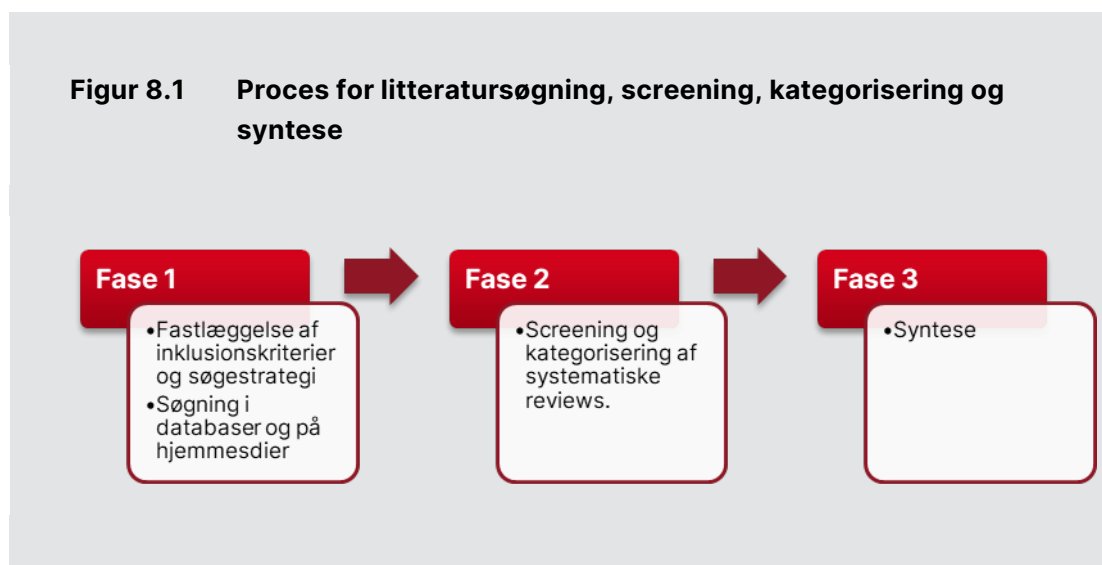 Figur 8.1 Proces for litteratursøgning, screening, kategorisering og
syntese
Fase 1
•Fastlæggelse af
inklusionskriterier
og søgestrategi
•Søgning i
databaser og på
hjemmesdier
Fase 2
•Screening og
kategorisering af
systematiske
reviews.
Fase 3
•Syntese